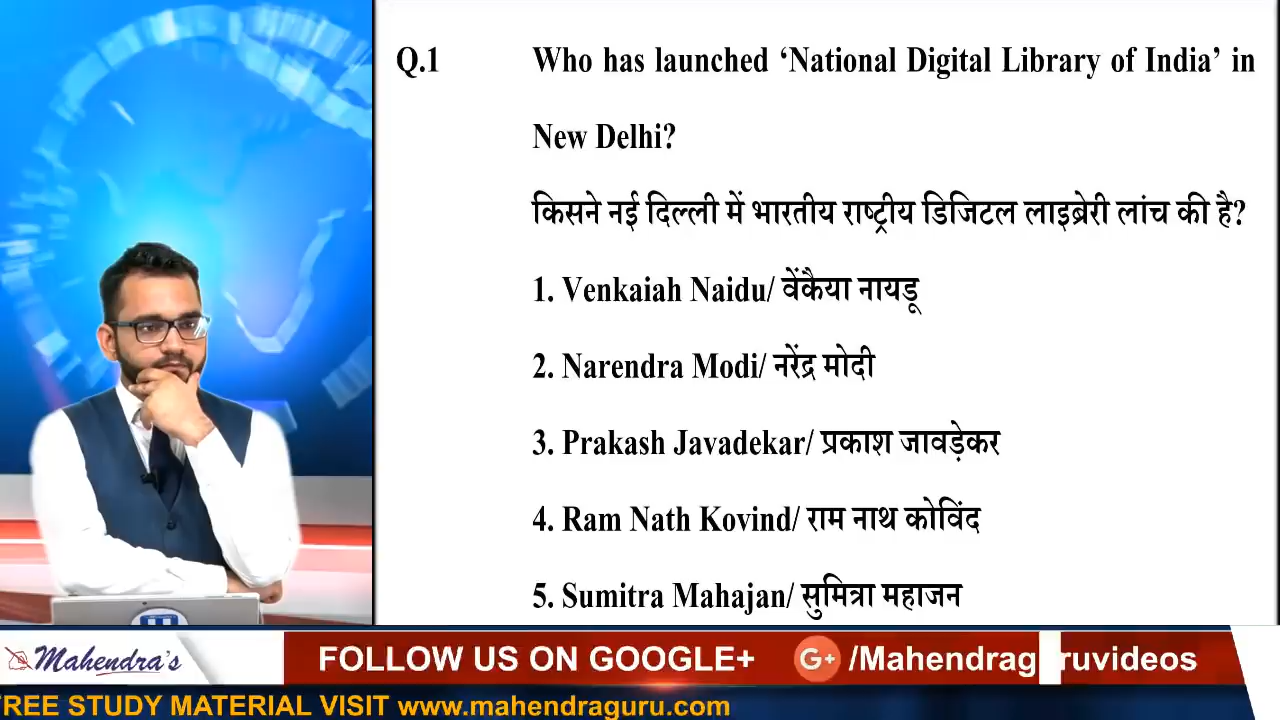 Q.1 Who has launched ‘National Digital Library of India’ in
New Delhi?
किसने नई दिल्ली में भारतीय राष्ट्रीय डिजिटल लाइब्रेरी लांच की है?
1. Venkaiah Naidu/ वेंकैया नायडू
2. Narendra Modi/ नरेंद्र मोदी
3. Prakash Javadekar/ प्रकाश जावड़ेकर
4. Ram Nath Kovind/ राम नाथ कोविंद
5. Sumitra Mahajan/ सुमित्रा महाजन
Mahendra's
FOLLOW US ON GOOGLE+ G+ /Mahendrag ruvideos
REE STUDY MATERIAL VISIT www.mahendraguru.com